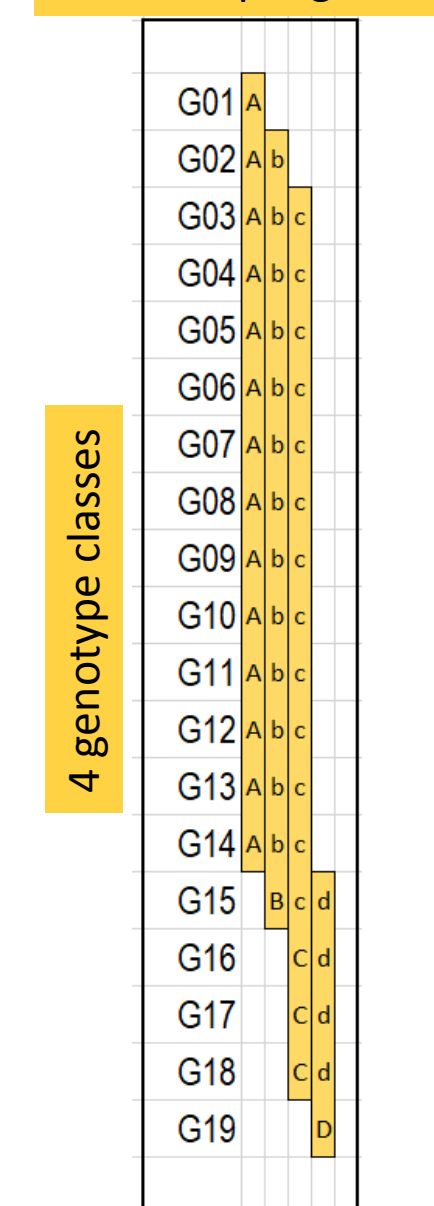 4 genotype classes
G01 A
G02 A b
G03 A b c
G04 A b c
G05 A b c
G06 A b c
G07 A b c
G08 A b c
G09 A b c
G10 A b c
G11 A b c
G12 A b c
G13 A b c
G14 A b c
G15 B c d
G16 C d
G17 C d
G18 C d
G19 D